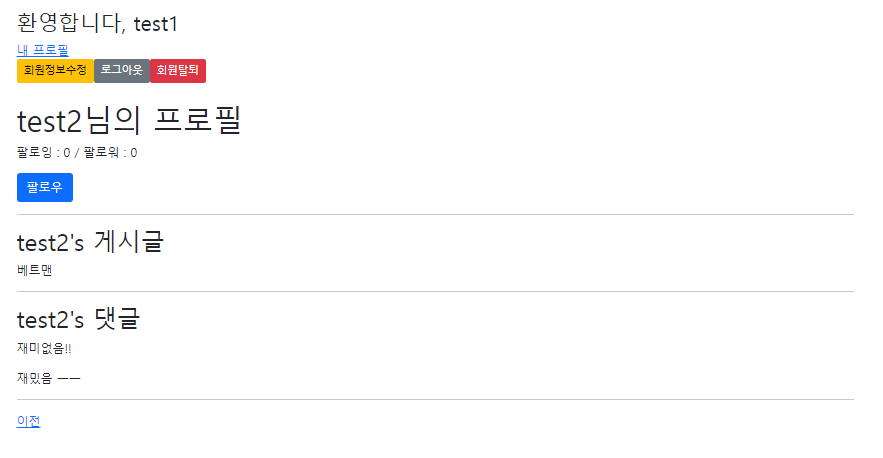 환영합니다, test1
내 프로필
회원정보수정 로그아웃 회원탈퇴
test2님의 프로필
팔로잉 : 0 / 팔로워 : 0
팔로우
test2's 게시글
베트맨
test2's 댓글
재미없음!!
재밌음 ㅡㅡ
이전